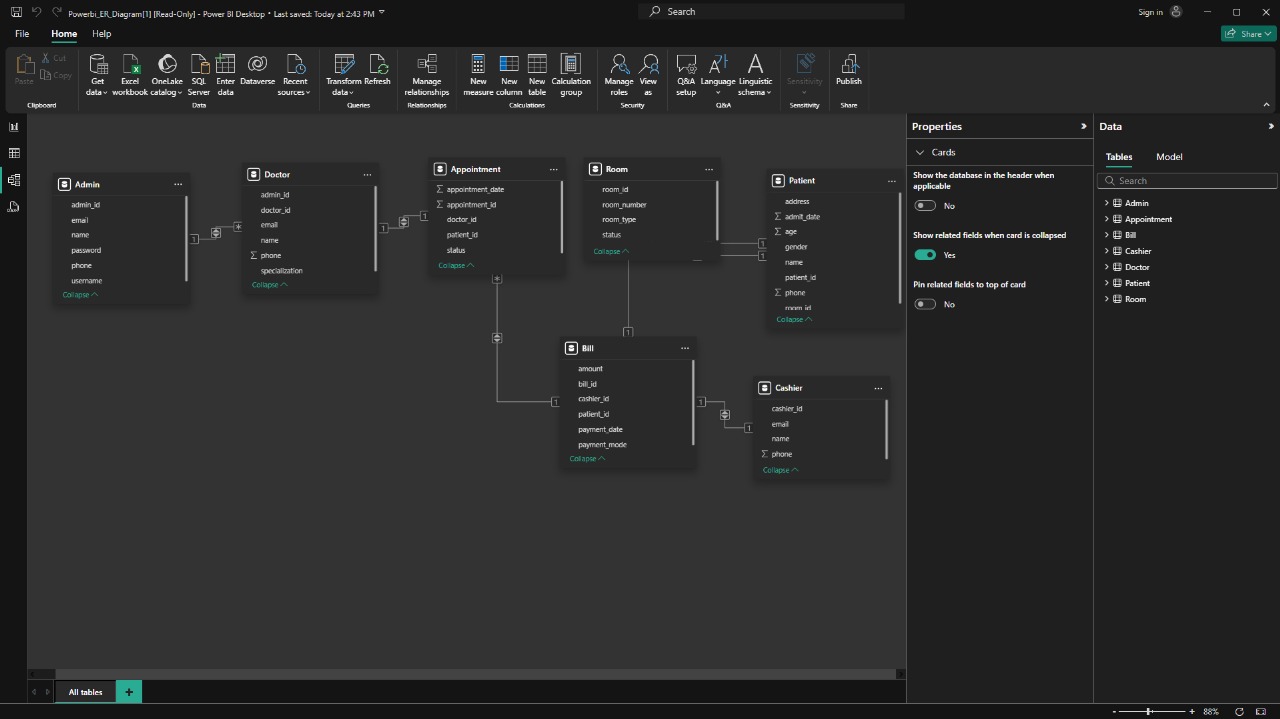 Powerbi_ER_Diagram[1] [Read-Only] - Power BI Desktop • Last saved: Today at 2:43 PM
Search
Sign in
File Home Help
Share
Paste
Cut
Copy
Clipboard
Get data
Excel workbook
OneLake catalog
SQL Server
Enter data
Dataverse
Recent sources
Data
Transform data
Refresh
Queries
Manage relationships
Relationships
New measure
New column
New table
Calculation group
Calculations
Manage roles
View as
Security
Q&A setup
Language
Linguistic schema
Q&A
Sensitivity
Sensitivity
Publish
Share
Admin
admin_id
email
name
password
phone
username
Collapse
1
*
Doctor
admin_id
doctor_id
email
name
Σ phone
specialization
Collapse
1
1
Appointment
Σ appointment_date
Σ appointment_id
doctor_id
patient_id
status
Collapse
*
1
Room
room_id
room_number
room_type
status
Collapse
1
1
1
Patient
address
Σ admit_date
Σ age
gender
name
patient_id
Σ phone
room_id
Collapse
Bill
amount
bill_id
cashier_id
patient_id
payment_date
payment_mode
Collapse
1
1
Cashier
cashier_id
email
name
Σ phone
Collapse
Properties
Cards
Show the database in the header when
applicable
No
Show related fields when card is collapsed
Yes
Pin related fields to top of card
No
Data
Tables Model
Search
Admin
Appointment
Bill
Cashier
Doctor
Patient
Room
All tables
+
- + 88%